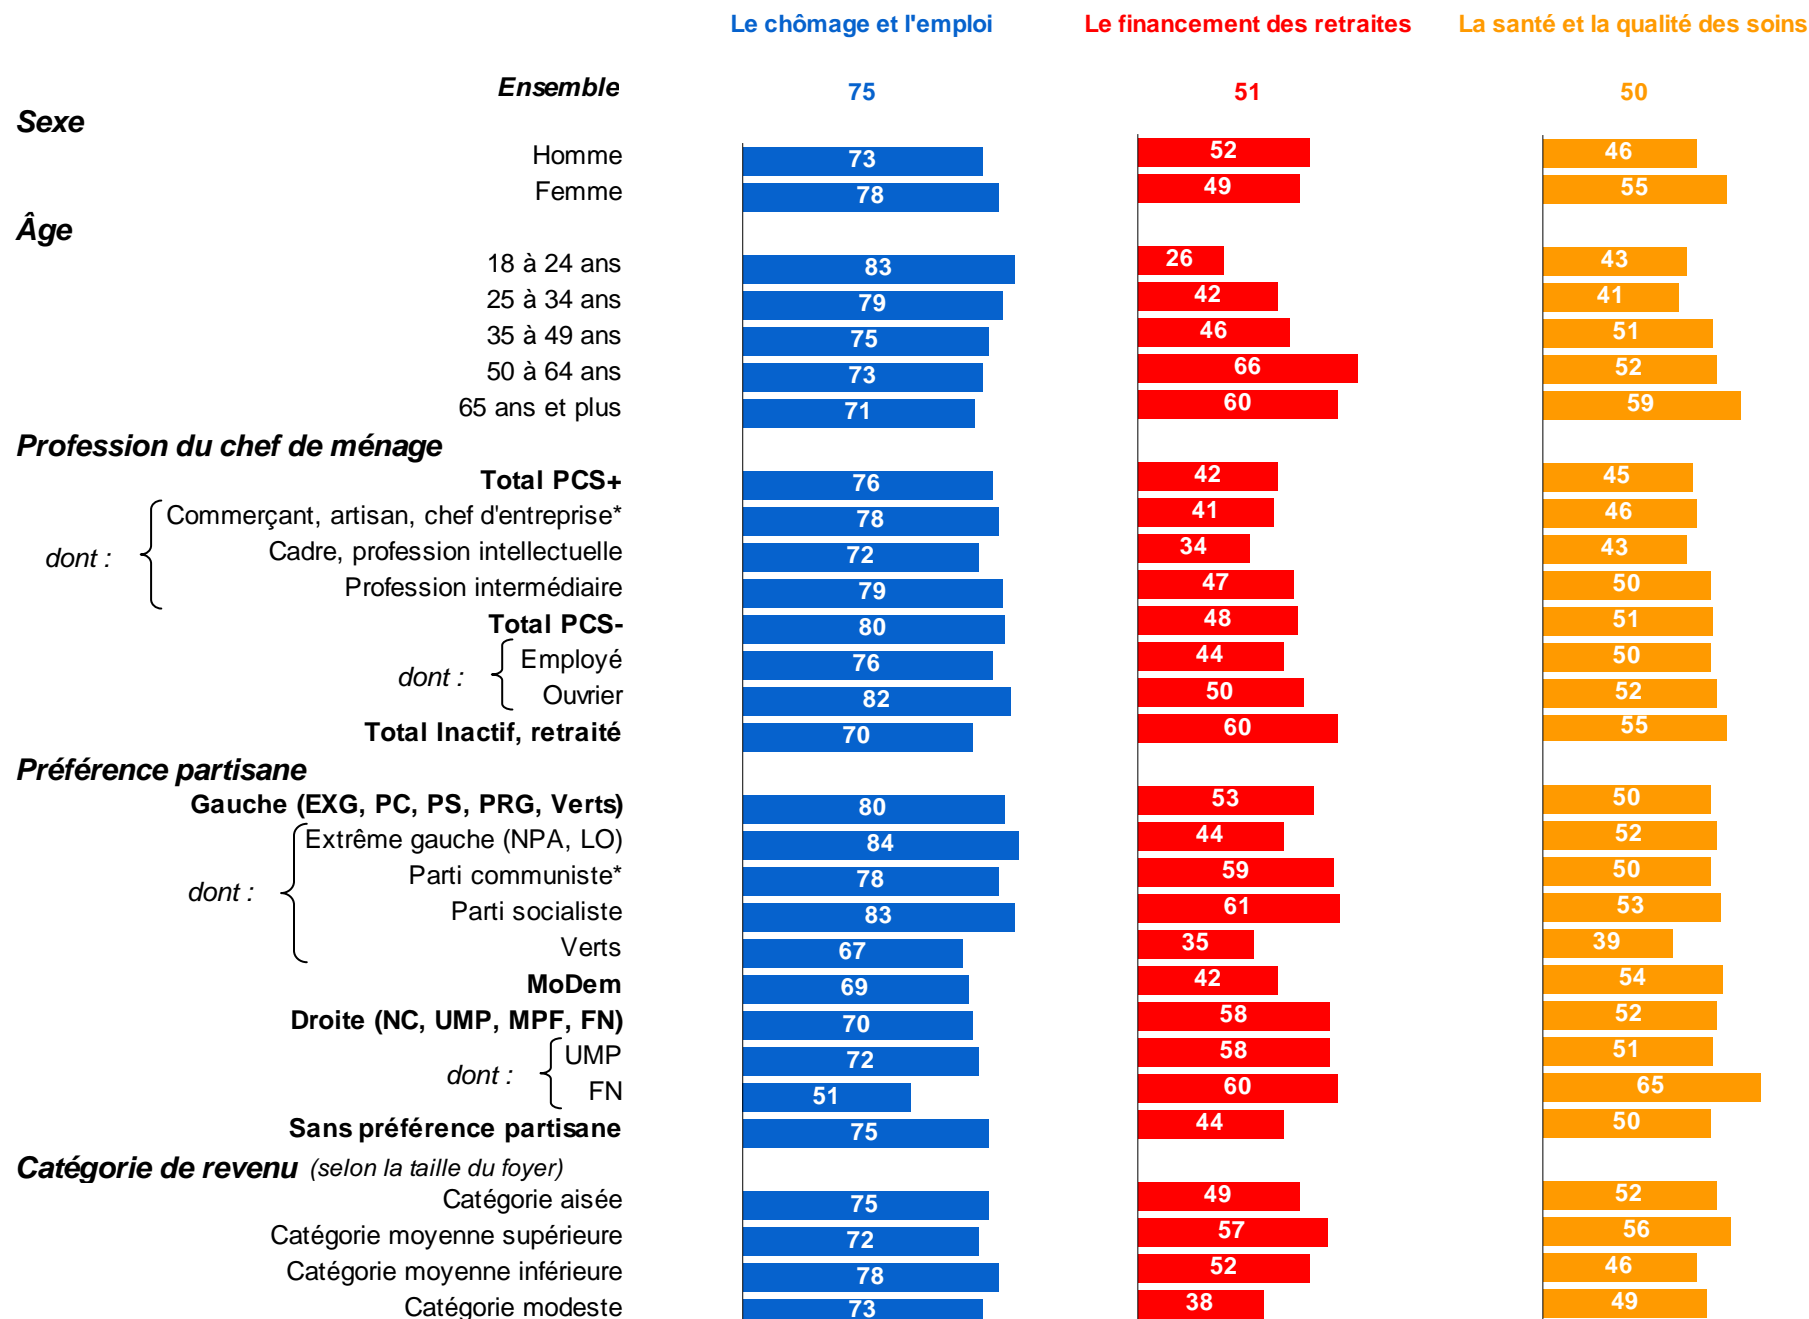 Le chômage et l'emploi Le financement des retraites La santé et la qualité des soins
Ensemble 75 51 50
Sexe
Homme 73 52 46
Femme 78 49 55
Âge
18 à 24 ans 83 26 43
25 à 34 ans 79 42 41
35 à 49 ans 75 46 51
50 à 64 ans 73 66 52
65 ans et plus 71 60 59
Profession du chef de ménage
Total PCS+ 76 42 45
Commerçant, artisan, chef d'entreprise* 78 41 46
dont : Cadre, profession intellectuelle 72 34 43
Profession intermédiaire 79 47 50
Total PCS- 80 48 51
Employé 76 44 50
dont :
Ouvrier 82 50 52
Total Inactif, retraité 70 60 55
Préférence partisane
Gauche (EXG, PC, PS, PRG, Verts) 80 53 50
Extrême gauche (NPA, LO) 84 44 52
Parti communiste* 78 59 50
dont :
Parti socialiste 83 61 53
Verts 67 35 39
MoDem 69 42 54
Droite (NC, UMP, MPF, FN) 70 58 52
UMP 72 58 51
dont :
FN 51 60 65
Sans préférence partisane 75 44 50
Catégorie de revenu (selon la taille du foyer)
Catégorie aisée 75 49 52
Catégorie moyenne supérieure 72 57 56
Catégorie moyenne inférieure 78 52 46
Catégorie modeste 73 38 49